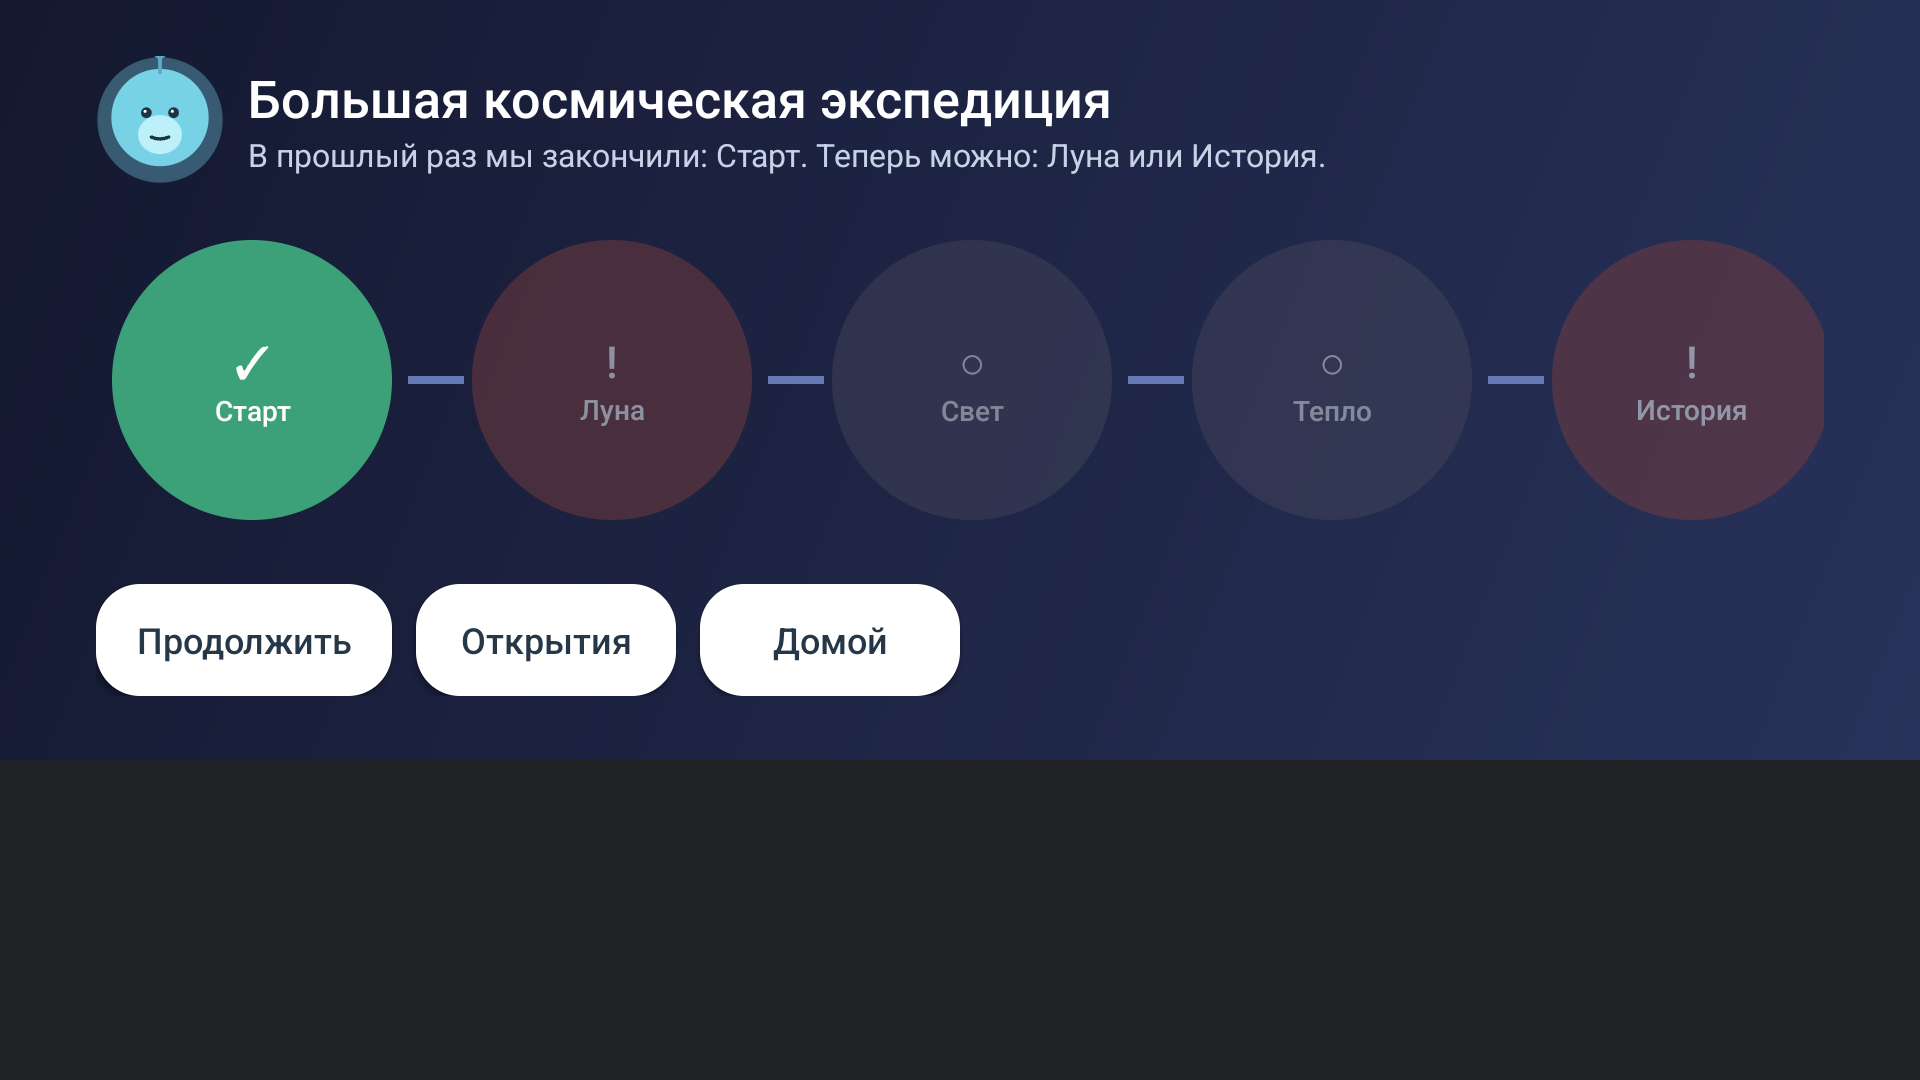 Большая космическая экспедиция
В прошлый раз мы закончили: Старт. Теперь можно: Луна или История.
✓ ! ○ ○ !
Старт Луна Свет Тепло История
Продолжить Открытия Домой